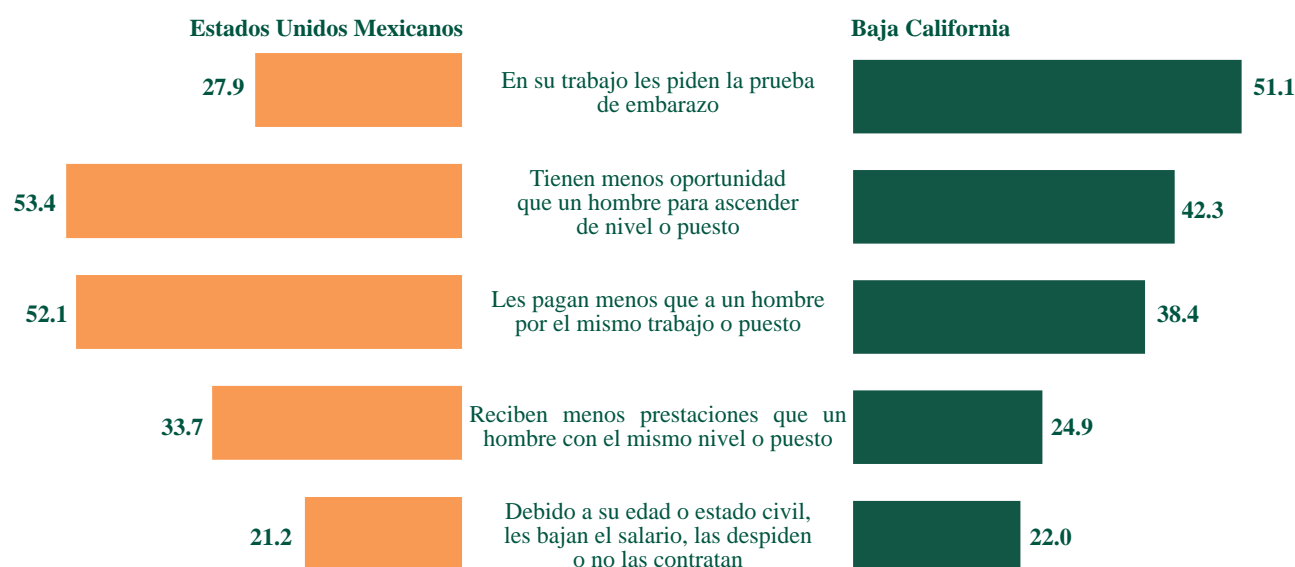 Estados Unidos Mexicanos
Baja California
27.9
En su trabajo les piden la prueba
de embarazo
51.1
53.4
Tienen menos oportunidad
que un hombre para ascender
de nivel o puesto
42.3
52.1
Les pagan menos que a un hombre
por el mismo trabajo o puesto
38.4
33.7
Reciben menos prestaciones que un
hombre con el mismo nivel o puesto
24.9
21.2
Debido a su edad o estado civil,
les bajan el salario, las despiden
o no las contratan
22.0